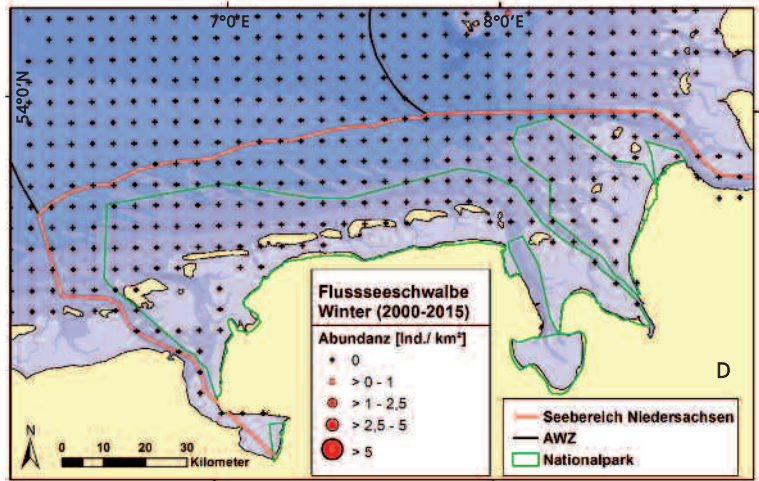 7°0´E 8°0´E
54°0´N
Flussseeschwalbe
Winter (2000-2015)
Abundanz [Ind./ km²]
0
> 0 - 1
> 1 - 2,5
> 2,5 - 5
> 5
D
Seebereich Niedersachsen
AWZ
Nationalpark
N
0 10 20 30
Kilometer